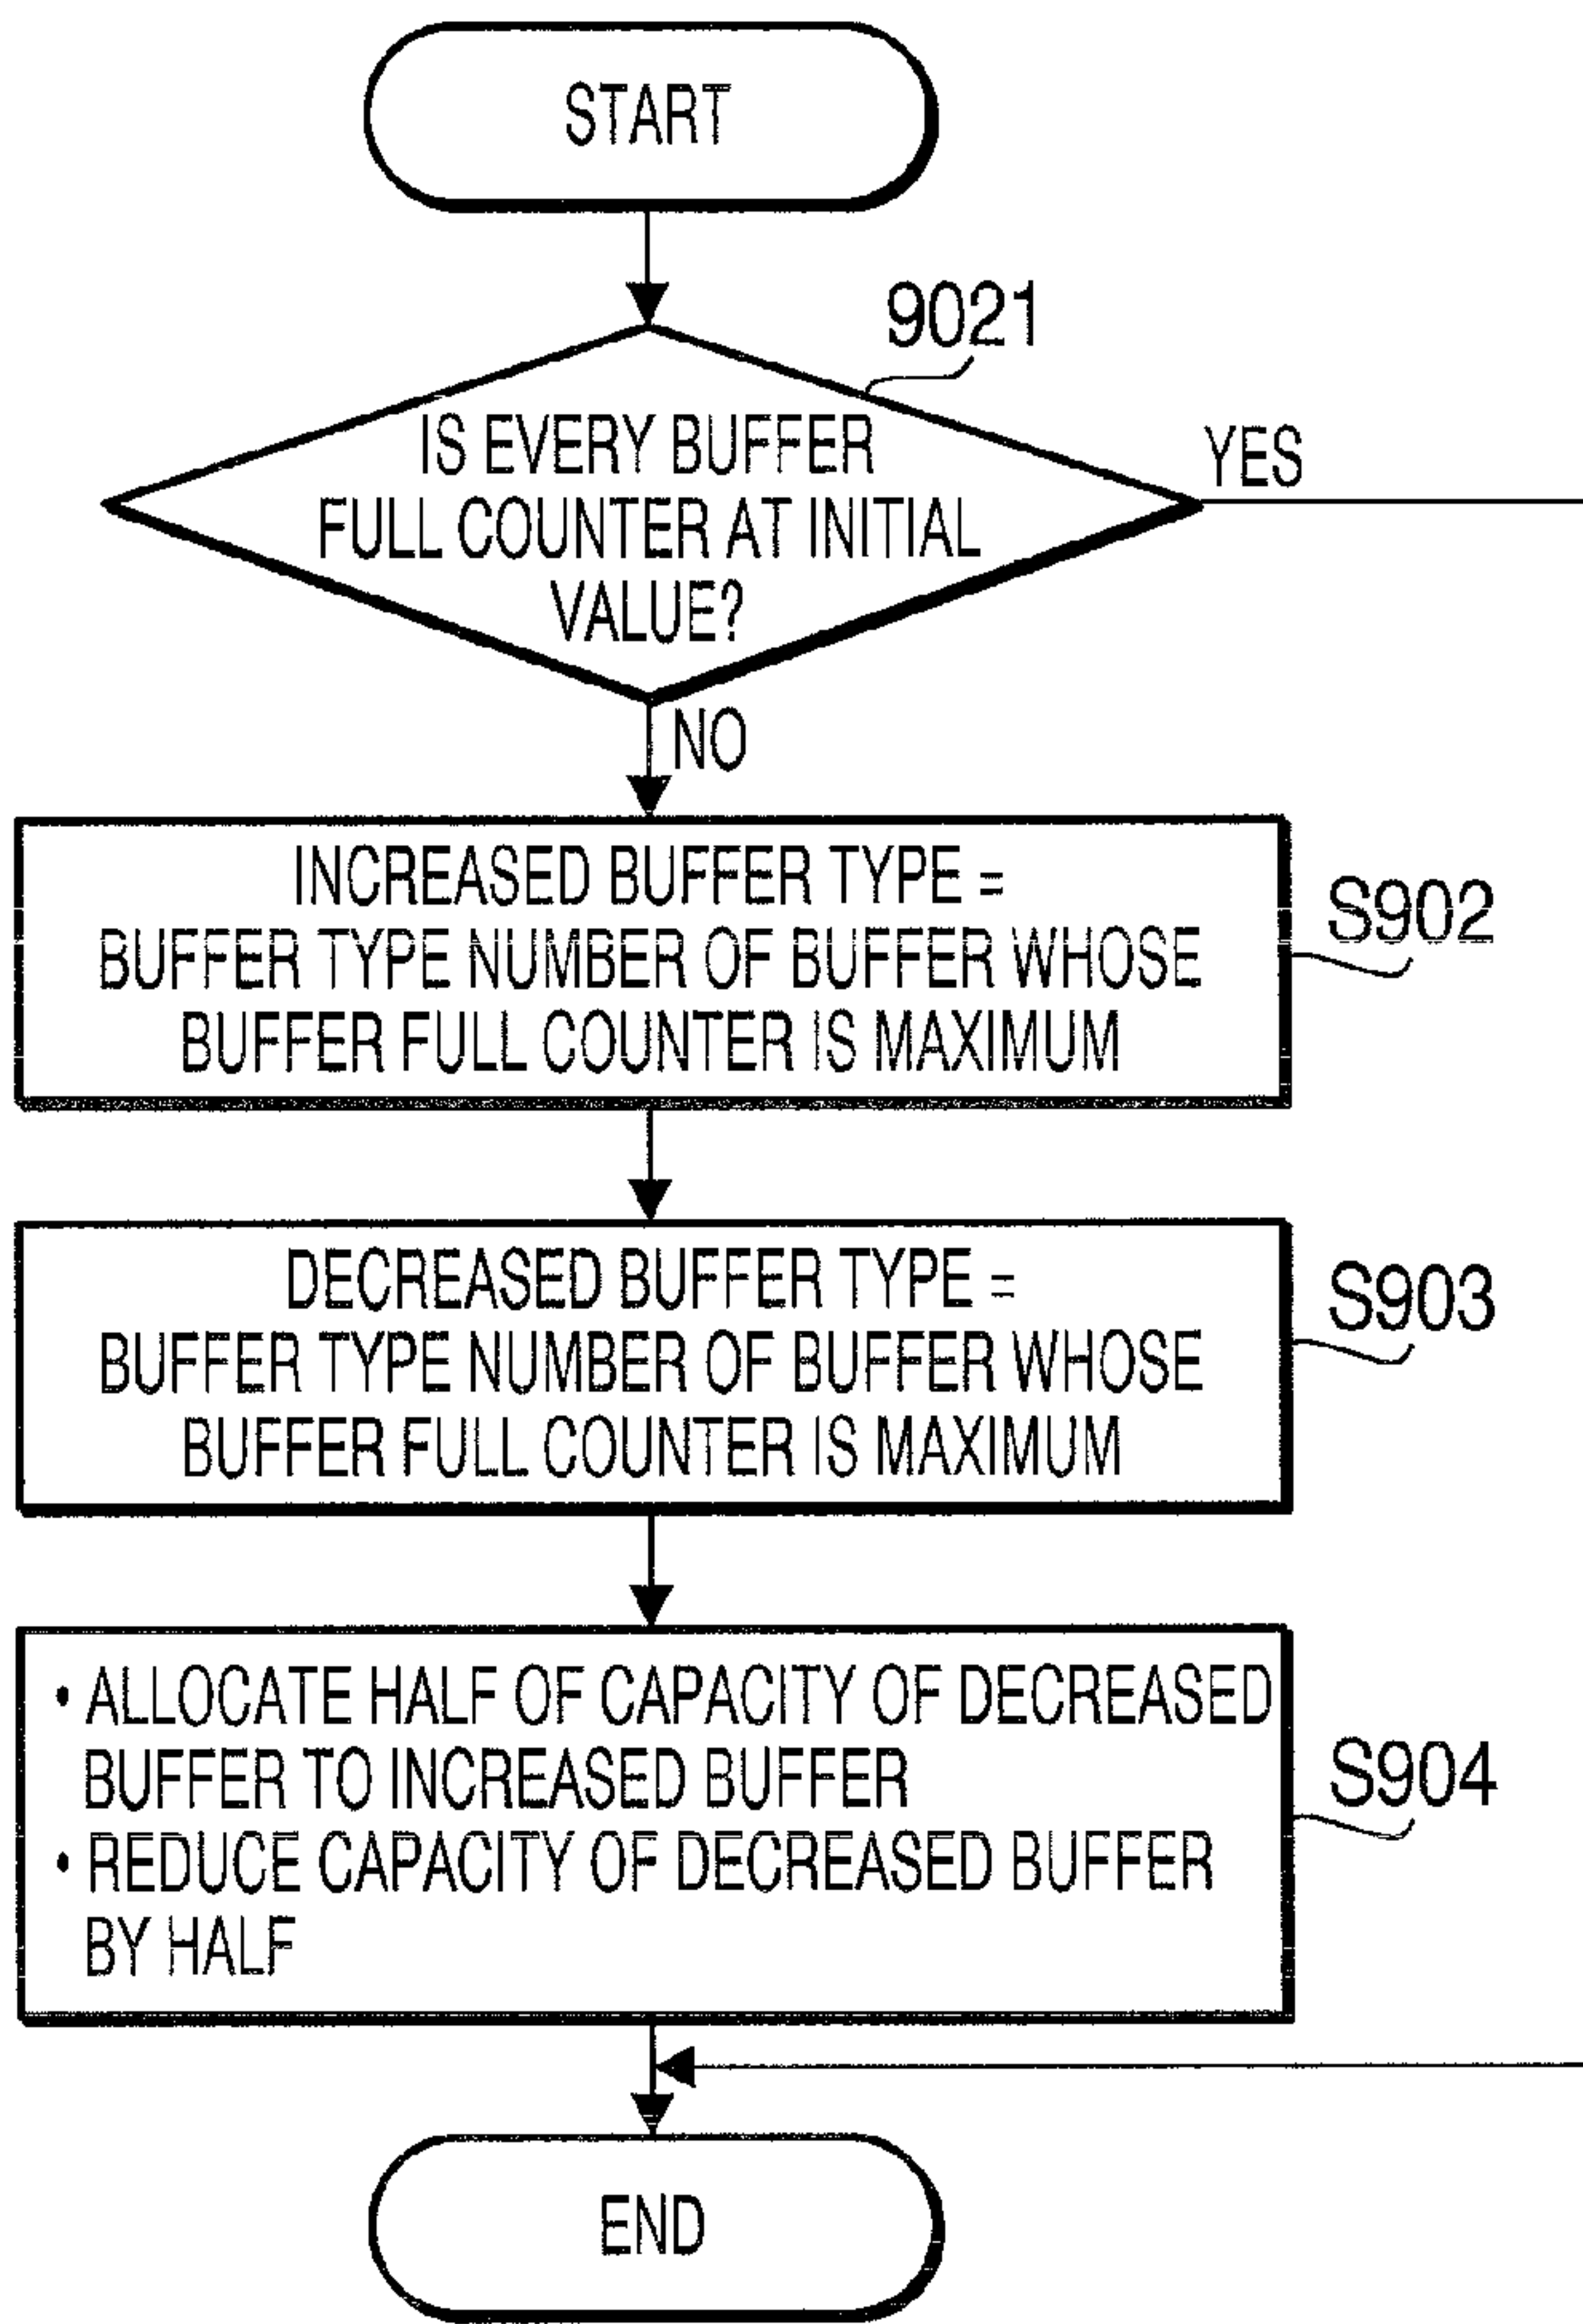 START
9021
IS EVERY BUFFER
FULL COUNTER AT INITIAL
VALUE?
YES
NO
INCREASED BUFFER TYPE =
BUFFER TYPE NUMBER OF BUFFER WHOSE
BUFFER FULL COUNTER IS MAXIMUM
S902
DECREASED BUFFER TYPE =
BUFFER TYPE NUMBER OF BUFFER WHOSE
BUFFER FULL COUNTER IS MAXIMUM
S903
• ALLOCATE HALF OF CAPACITY OF DECREASED
BUFFER TO INCREASED BUFFER
• REDUCE CAPACITY OF DECREASED BUFFER
BY HALF
S904
END